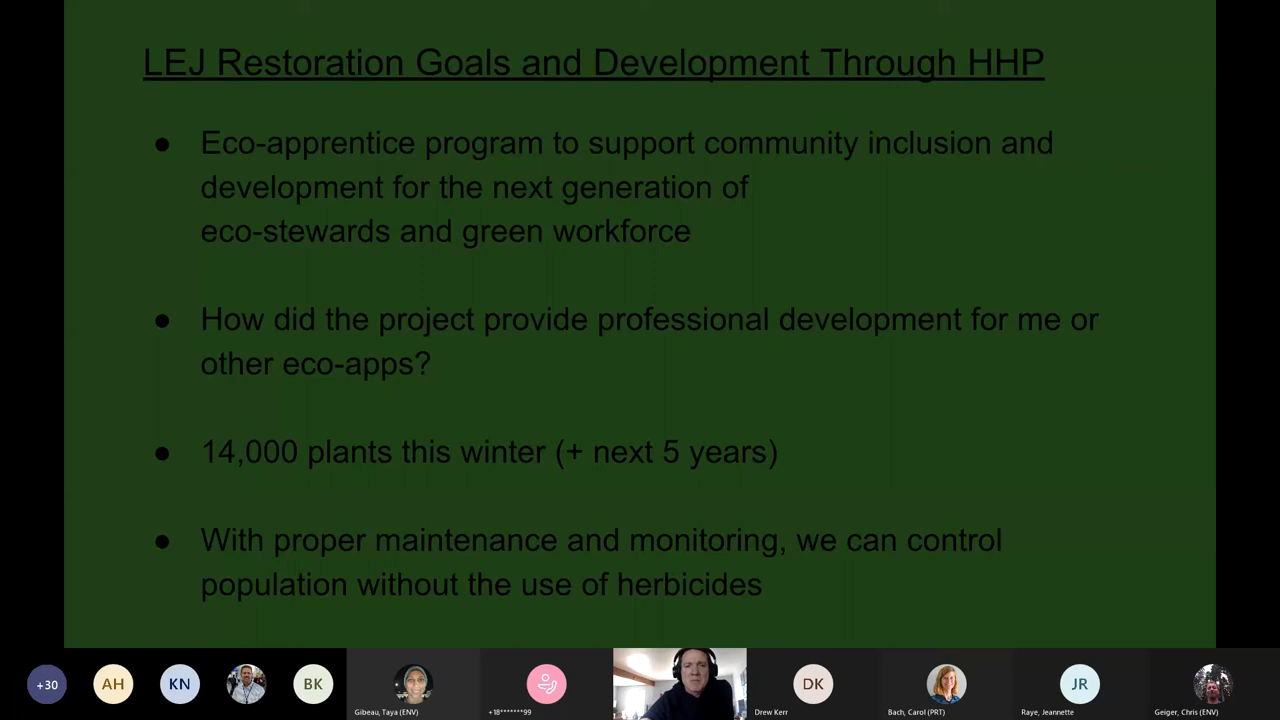 LEJ Restoration Goals and Development Through HHP
● Eco-apprentice program to support community inclusion and
development for the next generation of
eco-stewards and green workforce
● How did the project provide professional development for me or
other eco-apps?
● 14,000 plants this winter (+ next 5 years)
● With proper maintenance and monitoring, we can control
population without the use of herbicides
+30
AH
KN
BK
DK
JR
Gibeau, Taya (ENV)
+18*******99
Drew Kerr
Bach, Carol (PRT)
Raye, Jeannette
Geiger, Chris (ENV)